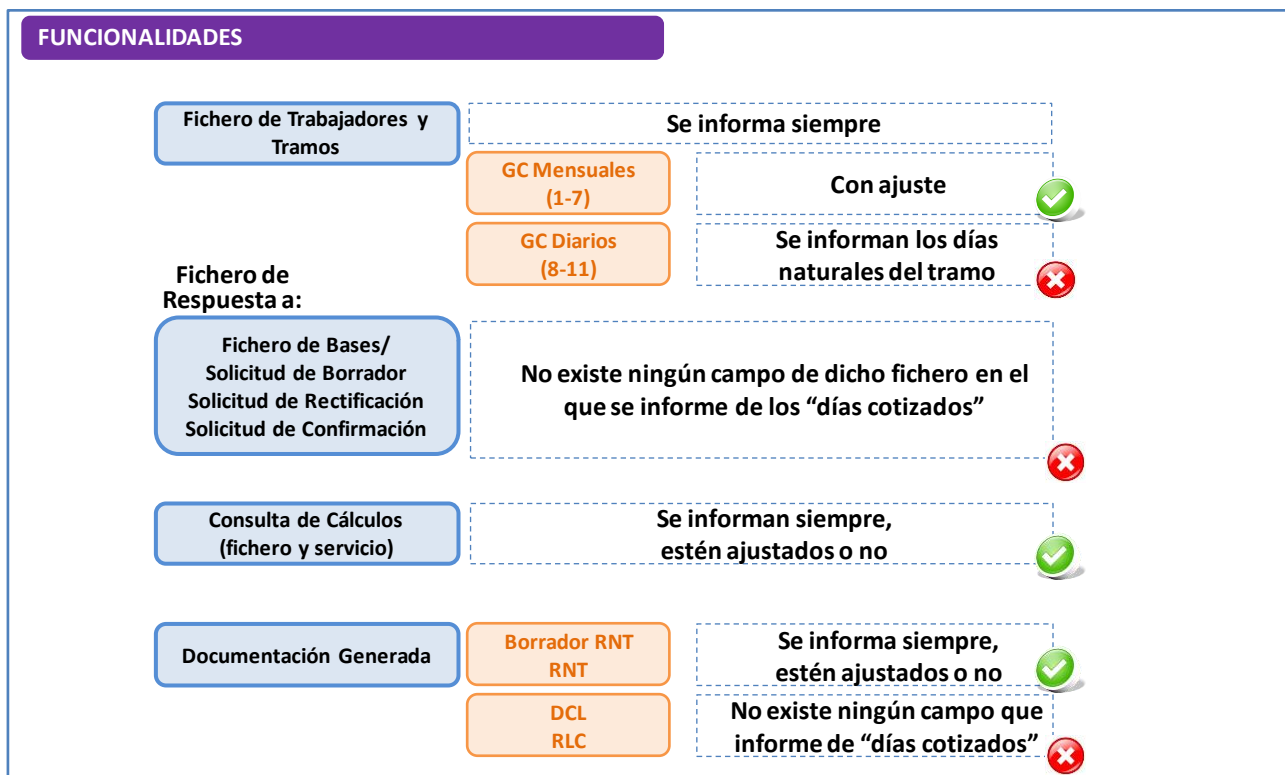 FUNCIONALIDADES
Fichero de Trabajadores y
Tramos
Se informa siempre
GC Mensuales
(1-7)
Con ajuste
GC Diarios
(8-11)
Se informan los días
naturales del tramo
Fichero de
Respuesta a:
Fichero de Bases/
Solicitud de Borrador
Solicitud de Rectificación
Solicitud de Confirmación
No existe ningún campo de dicho fichero en el
que se informe de los “días cotizados”
Consulta de Cálculos
(fichero y servicio)
Se informan siempre,
estén ajustados o no
Documentación Generada
Borrador RNT
RNT
Se informa siempre,
estén ajustados o no
DCL
RLC
No existe ningún campo que
informe de “días cotizados”